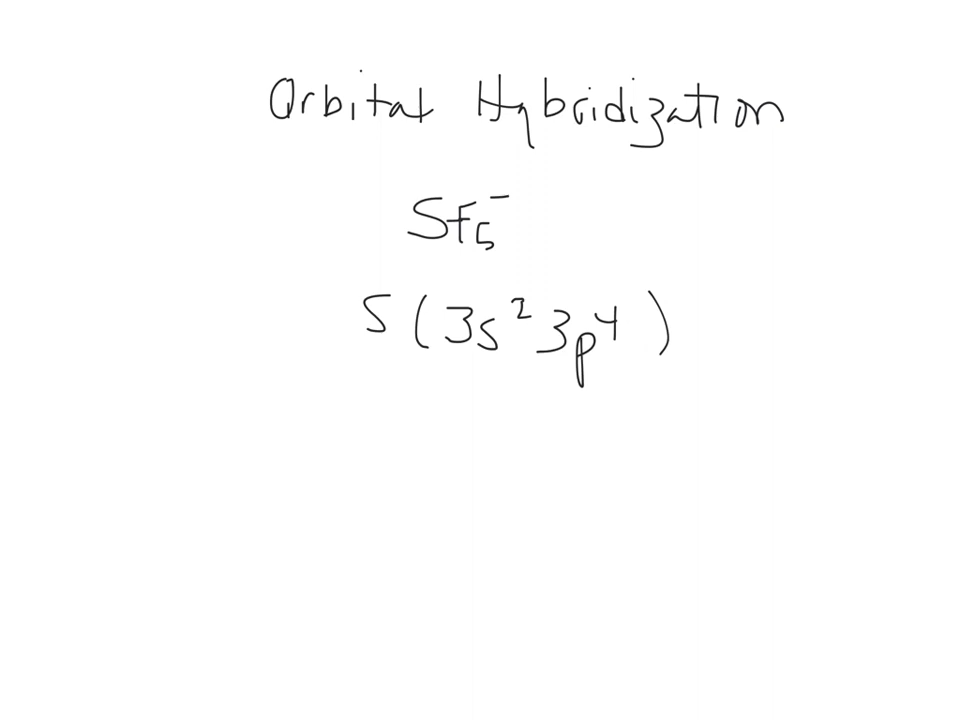 Orbital Hybridization
SF₅⁻
S (3s² 3p⁴)